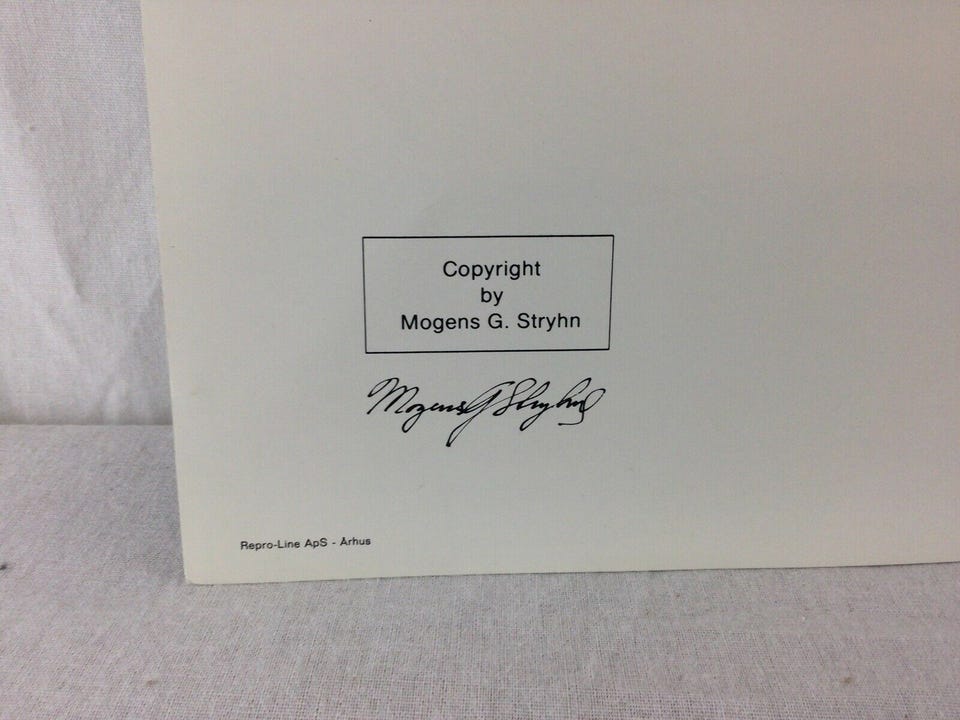 Copyright
by
Mogens G. Stryhn
Mogens G Stryhn
Repro-Line ApS - Århus